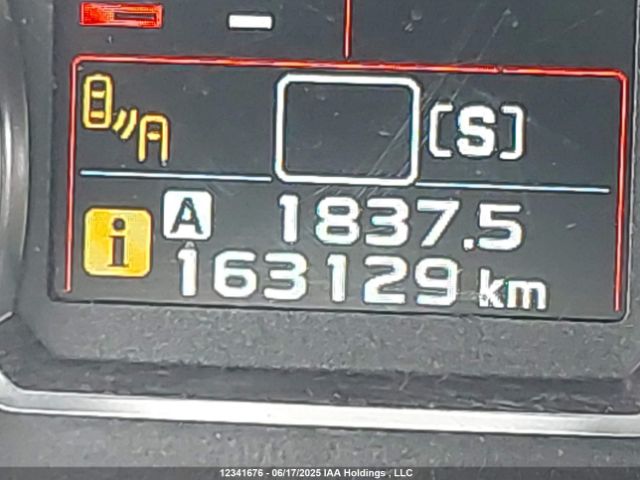 [S]
i A 1837.5
163129 km
12341676 - 06/17/2025 IAA Holdings , LLC